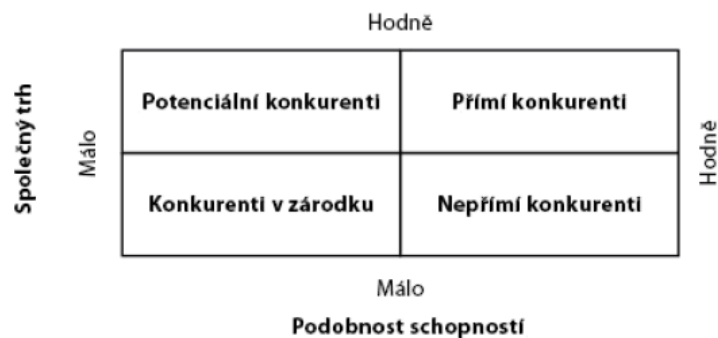 Hodně
Společný trh
Málo
Potenciální konkurenti
Přímí konkurenti
Konkurenti v zárodku
Nepřímí konkurenti
Hodně
Málo
Podobnost schopností